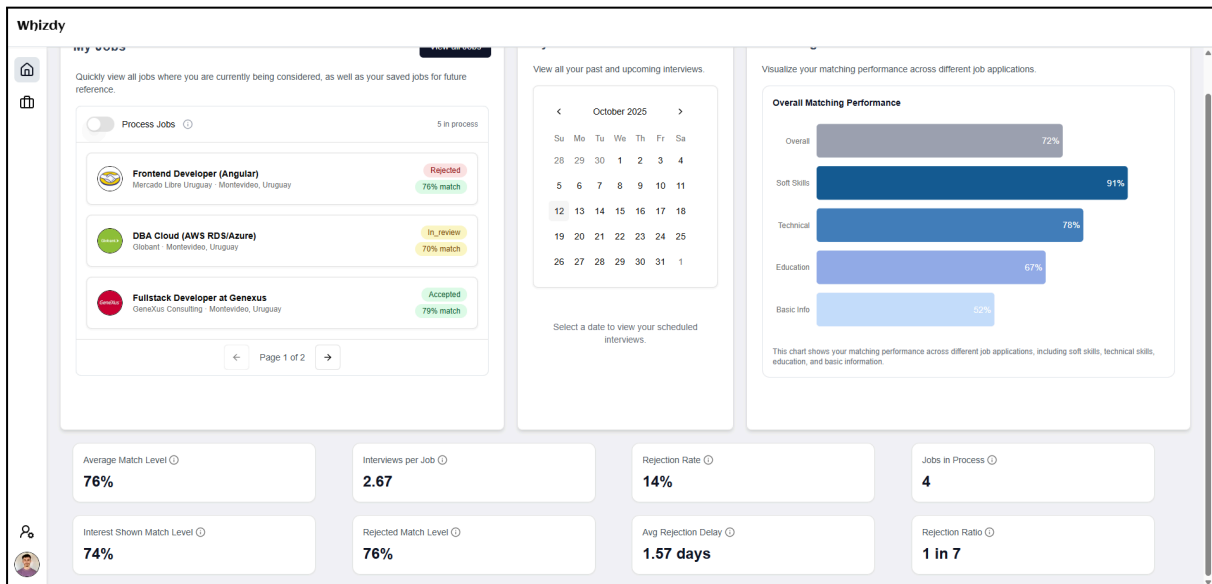 Whizdy
My Jobs
View all Jobs
Quickly view all jobs where you are currently being considered, as well as your saved jobs for future
reference.
Process Jobs
5 in process
Frontend Developer (Angular)
Mercado Libre Uruguay · Montevideo, Uruguay
Rejected
76% match
DBA Cloud (AWS RDS/Azure)
Globant · Montevideo, Uruguay
In_review
70% match
GeneXus
Fullstack Developer at Genexus
GeneXus Consulting · Montevideo, Uruguay
Accepted
79% match
Page 1 of 2
View all your past and upcoming interviews.
October 2025
Su Mo Tu We Th Fr Sa
28 29 30 1 2 3 4
5 6 7 8 9 10 11
12 13 14 15 16 17 18
19 20 21 22 23 24 25
26 27 28 29 30 31 1
Select a date to view your scheduled
interviews.
Visualize your matching performance across different job applications.
Overall Matching Performance
Overall 72%
Soft Skills 91%
Technical 78%
Education 67%
Basic Info 52%
This chart shows your matching performance across different job applications, including soft skills, technical skills,
education, and basic information.
Average Match Level
76%
Interviews per Job
2.67
Rejection Rate
14%
Jobs in Process
4
Interest Shown Match Level
74%
Rejected Match Level
76%
Avg Rejection Delay
1.57 days
Rejection Ratio
1 in 7